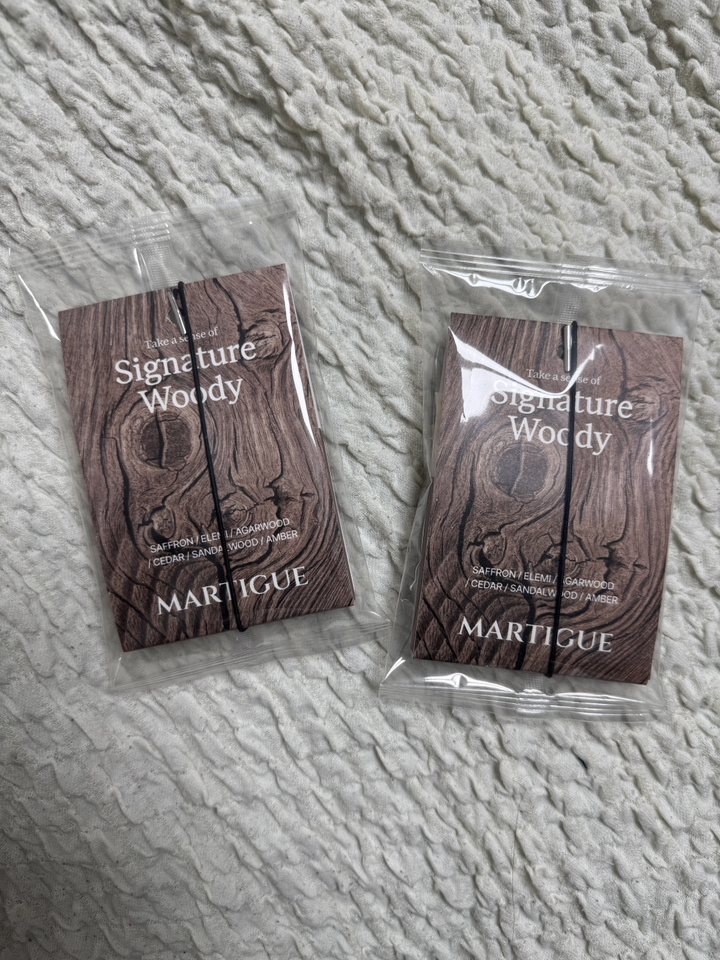 Take a sense of
Signature
Woody
SAFFRON / ELEMI / AGARWOOD
/ CEDAR / SANDALWOOD / AMBER
MARTIGUE
Take a sense of
Signature
Woody
SAFFRON / ELEMI / AGARWOOD
/ CEDAR / SANDALWOOD / AMBER
MARTIGUE